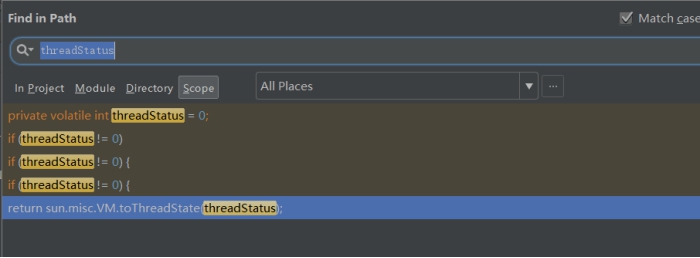 Find in Path
Match case
threadStatus
In Project Module Directory Scope All Places ...
private volatile int threadStatus = 0;
if (threadStatus != 0)
if (threadStatus != 0) {
if (threadStatus != 0) {
return sun.misc.VM.toThreadState(threadStatus);